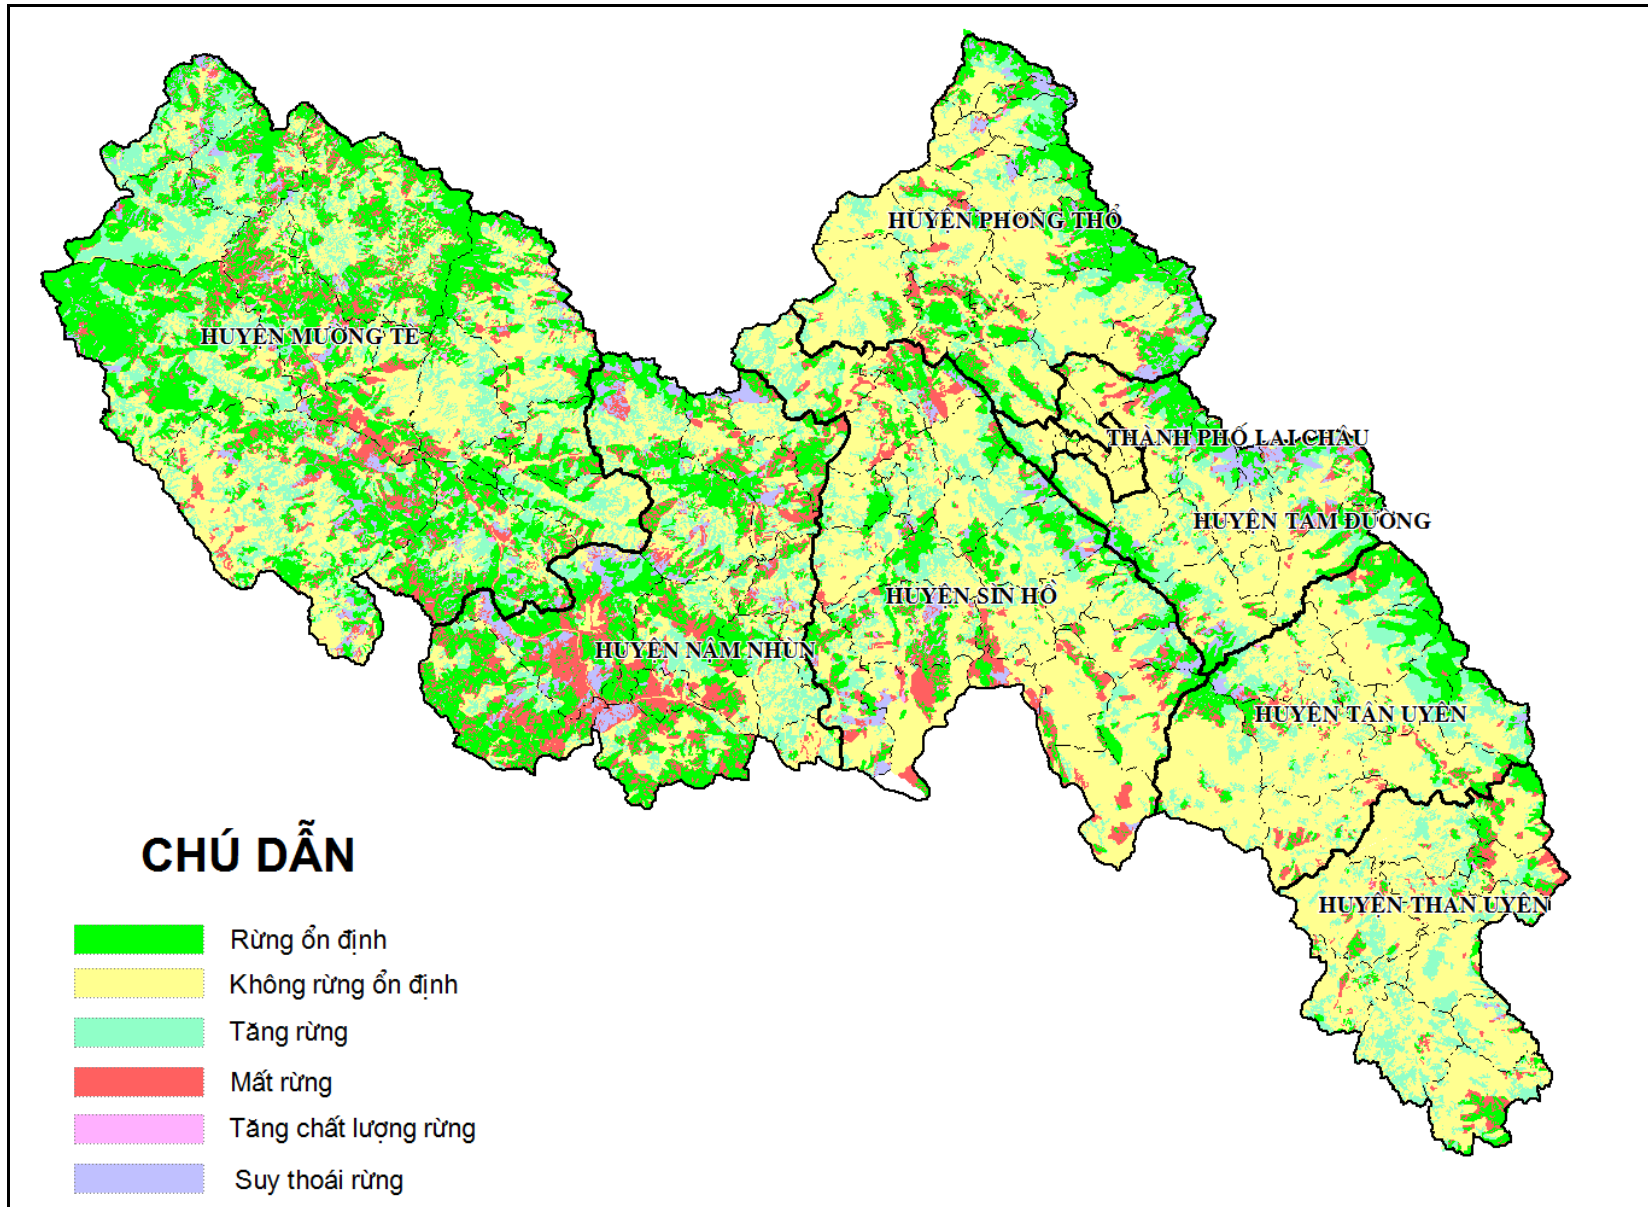 HUYỆN PHONG THỔ
HUYỆN MƯỜNG TÈ
THÀNH PHỐ LAI CHÂU
HUYỆN TAM ĐƯỜNG
HUYỆN SÌN HỒ
HUYỆN NẬM NHÙN
HUYỆN TÂN UYÊN
HUYỆN THAN UYÊN
CHÚ DẪN
Rừng ổn định
Không rừng ổn định
Tăng rừng
Mất rừng
Tăng chất lượng rừng
Suy thoái rừng